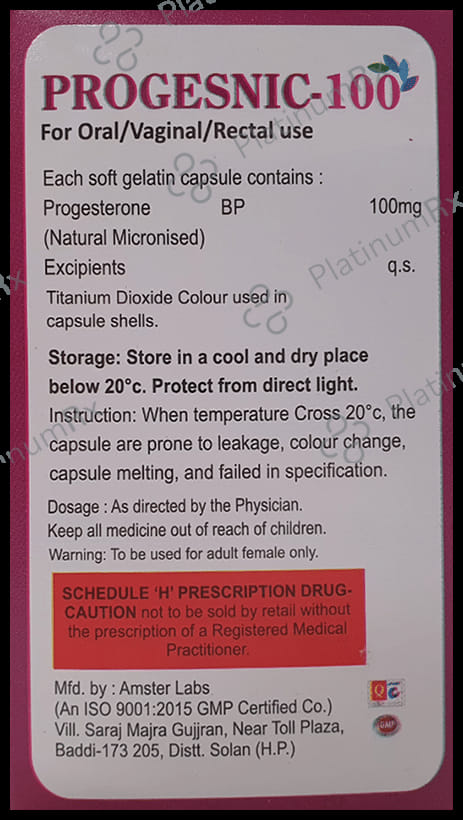 PROGESNIC-100
For Oral/Vaginal/Rectal use
Each soft gelatin capsule contains :
Progesterone BP 100mg
(Natural Micronised)
Excipients q.s.
Titanium Dioxide Colour used in
capsule shells.
Storage: Store in a cool and dry place
below 20°c. Protect from direct light.
Instruction: When temperature Cross 20°c, the
capsule are prone to leakage, colour change,
capsule melting, and failed in specification.
Dosage : As directed by the Physician.
Keep all medicine out of reach of children.
Warning: To be used for adult female only.
SCHEDULE ‘H’ PRESCRIPTION DRUG-
CAUTION not to be sold by retail without
the prescription of a Registered Medical
Practitioner.
Mfd. by : Amster Labs
(An ISO 9001:2015 GMP Certified Co.)
Vill. Saraj Majra Gujjran, Near Toll Plaza,
Baddi-173 205, Distt. Solan (H.P.)
GMP
PlatinumRx
PlatinumRx
PlatinumRx